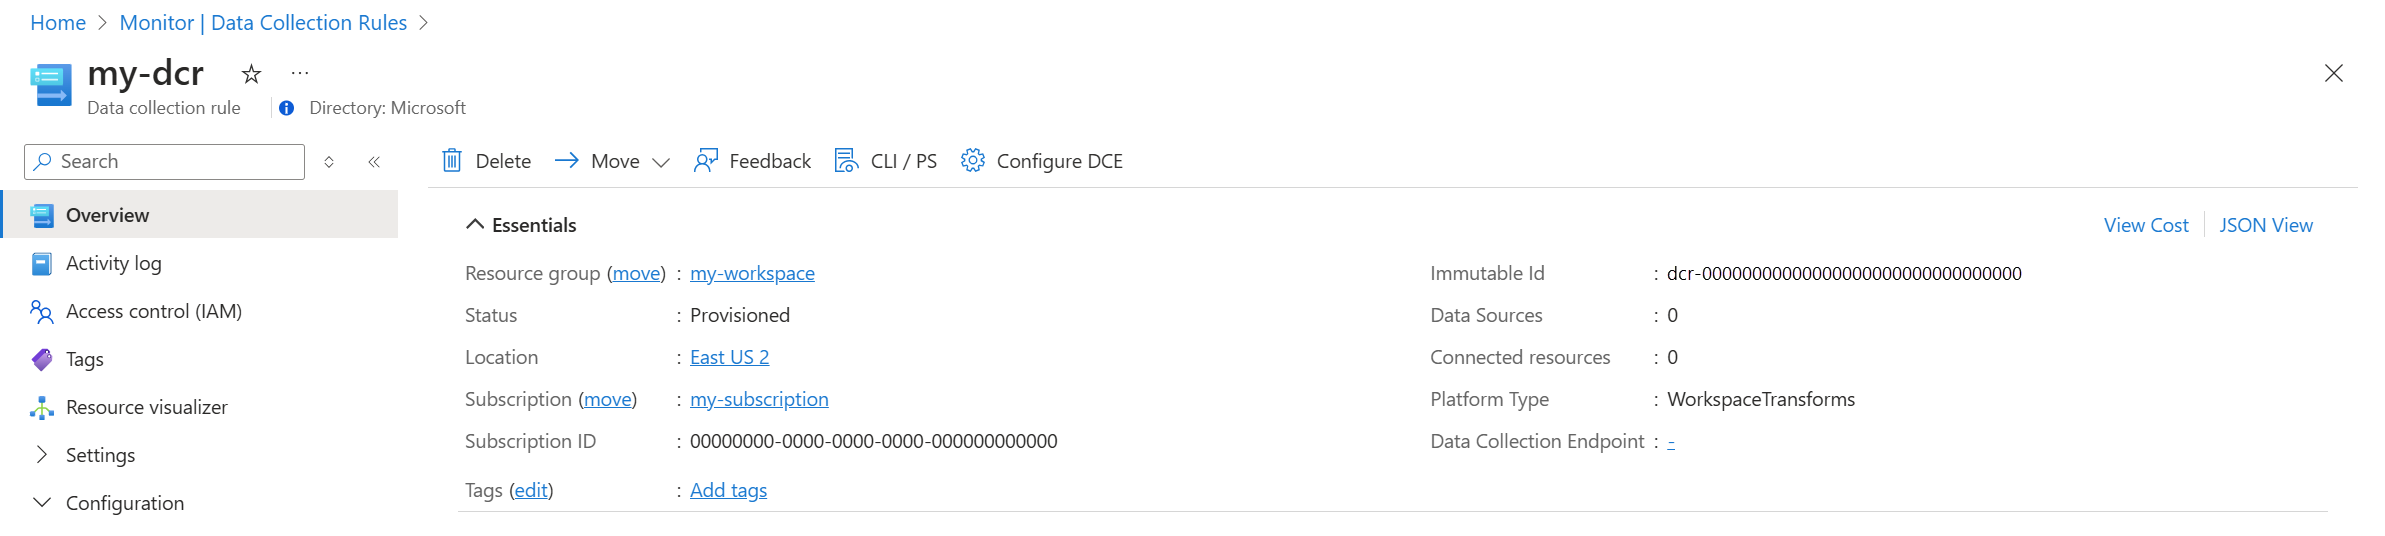 Home > Monitor | Data Collection Rules >
my-dcr ☆ ···
Data collection rule | Directory: Microsoft
Search
Delete Move Feedback CLI / PS Configure DCE
Overview
Activity log
Access control (IAM)
Tags
Resource visualizer
Settings
Configuration
Essentials
View Cost | JSON View
Resource group (move) : my-workspace
Status : Provisioned
Location : East US 2
Subscription (move) : my-subscription
Subscription ID : 00000000-0000-0000-0000-000000000000
Tags (edit) : Add tags
Immutable Id : dcr-00000000000000000000000000000000
Data Sources : 0
Connected resources : 0
Platform Type : WorkspaceTransforms
Data Collection Endpoint : -